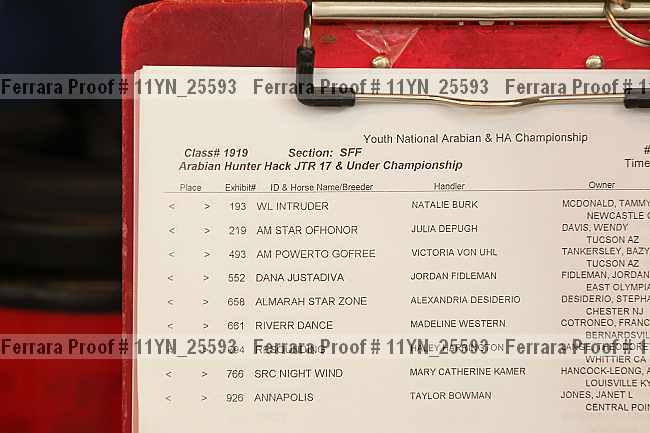 Ferrara Proof # 11YN_25593 Ferrara Proof # 11YN_25593 Ferrara Proof # 11YN_25593
Youth National Arabian & HA Championship
Class# 1919 Section: SFF #
Arabian Hunter Hack JTR 17 & Under Championship Time
Place Exhibit# ID & Horse Name/Breeder Handler Owner
< > 193 WL INTRUDER NATALIE BURK MCDONALD, TAMMY
NEWCASTLE
< > 219 AM STAR OFHONOR JULIA DEPUGH DAVIS, WENDY
TUCSON AZ
< > 493 AM POWERTO GOFREE VICTORIA VON UHL TANKERSLEY, BAZY
TUCSON AZ
< > 552 DANA JUSTADIVA JORDAN FIDLEMAN FIDLEMAN, JORDAN
EAST OLYMPIA
< > 658 ALMARAH STAR ZONE ALEXANDRIA DESIDERIO DESIDERIO, STEPHA
CHESTER NJ
< > 661 RIVERR DANCE MADELINE WESTERN COTRONEO, FRANC
BERNARDSVIL
Ferrara Proof # 11YN_25593 Ferrara Proof # 11YN_25593 Ferrara Proof # 11YN_25593
WHITTIER CA
< > 766 SRC NIGHT WIND MARY CATHERINE KAMER HANCOCK-LEONG, A
LOUISVILLE KY
< > 926 ANNAPOLIS TAYLOR BOWMAN JONES, JANET L
CENTRAL POIN